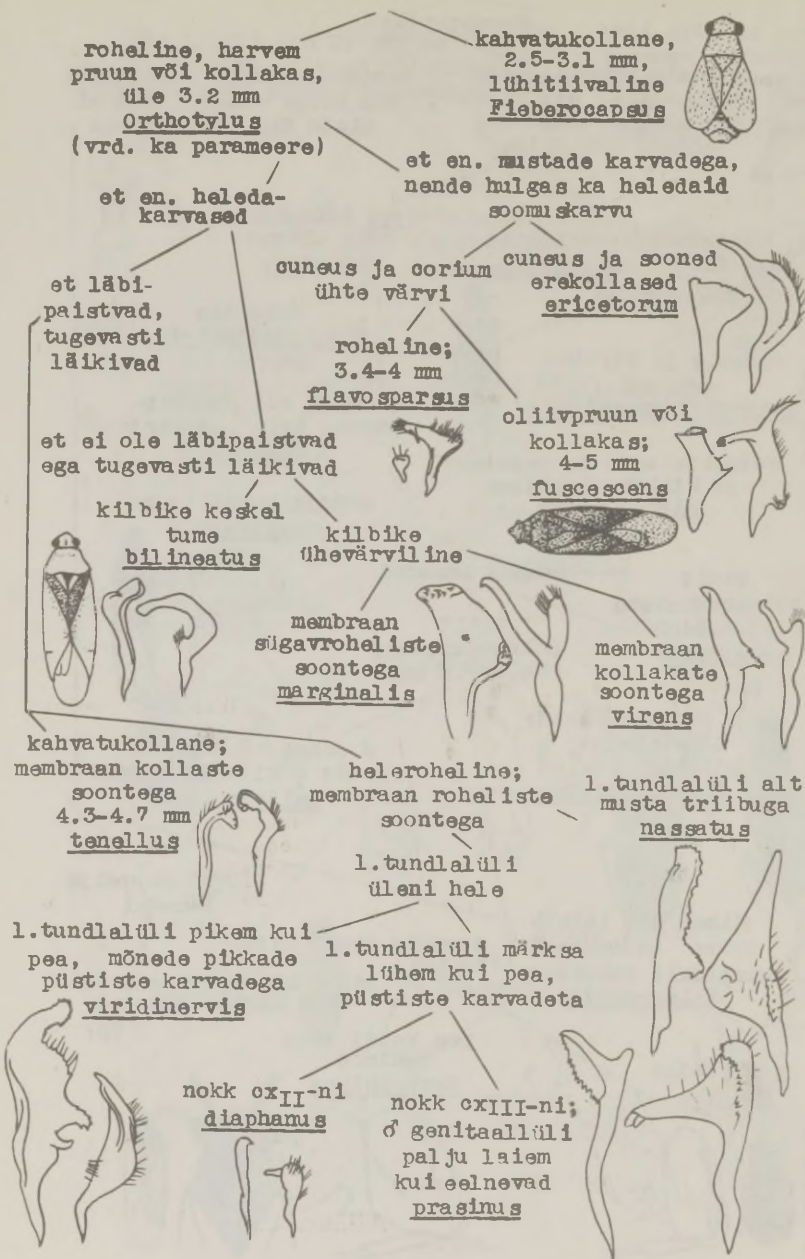 roheline, harvem
pruun või kollakas,
üle 3.2 mm
Orthotylus
(vrd. ka parameere)
kahvatukollane,
2.5-3.1 mm,
lühitiivaline
Fieberocapsus
et en. heleda-
karvased
et en. mustade karvadega,
nende hulgas ka heledaid
soomuskarvu
et läbi-
paistvad,
tugevasti
läikivad
cuneus ja corium
ühte värvi
cuneus ja sooned
erekollased
ericetorum
roheline;
3.4-4 mm
flavosparsus
oliivpruun või
kollakas;
4-5 mm
fuscescens
et ei ole läbipaistvad
ega tugevasti läikivad
kilbike keskel
tume
bilineatus
kilbike
ühevärviline
membraan
sügavroheliste
soontega
marginalis
membraan
kollakate
soontega
virens
kahvatukollane;
membraan kollaste
soontega
4.3-4.7 mm
tenellus
heleroheline;
membraan roheliste
soontega
1.tundlalüli alt
musta triibuga
nassatus
1.tundlalüli
üleni hele
1.tundlalüli pikem kui
pea, mõnede pikkade
püstiste karvadega
viridinervis
1.tundlalüli märksa
lühem kui pea,
püstiste karvadeta
nokk cxII-ni
diaphanus
nokk cxIII-ni;
♂ genitaallüli
palju laiem
kui eelnevad
prasinus